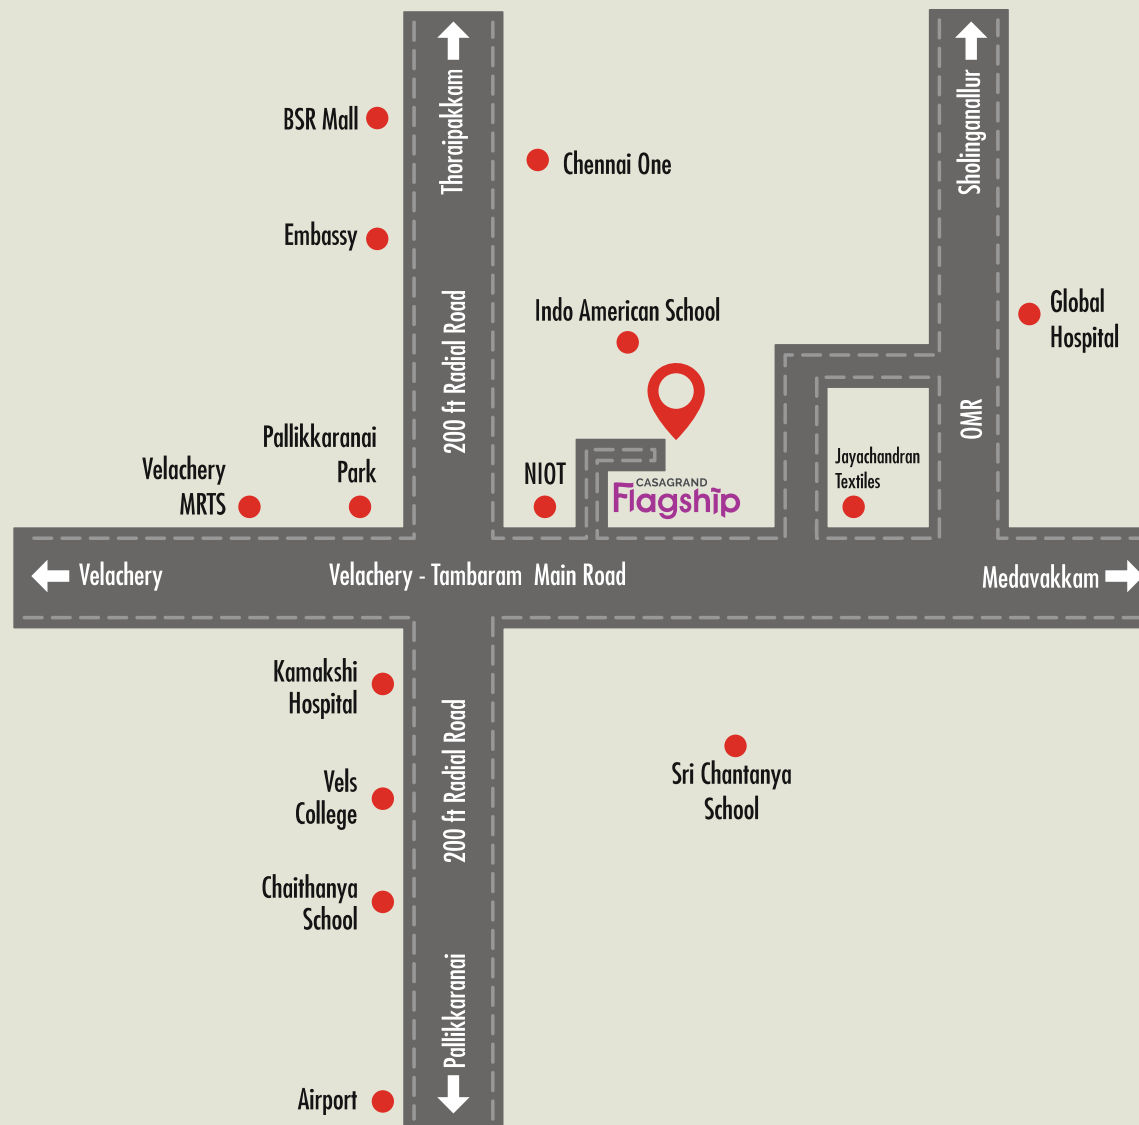 Thoraipakkam
Sholinganallur
BSR Mall
Chennai One
Embassy
Indo American School
Global
Hospital
200 ft Radial Road
OMR
Pallikkaranai
Park
Velachery
MRTS
NIOT
CASAGRAND
Flagship
Jayachandran
Textiles
Velachery
Velachery - Tambaram Main Road
Medavakkam
Kamakshi
Hospital
200 ft Radial Road
Sri Chantanya
School
Vels
College
Chaithanya
School
Pallikkaranai
Airport